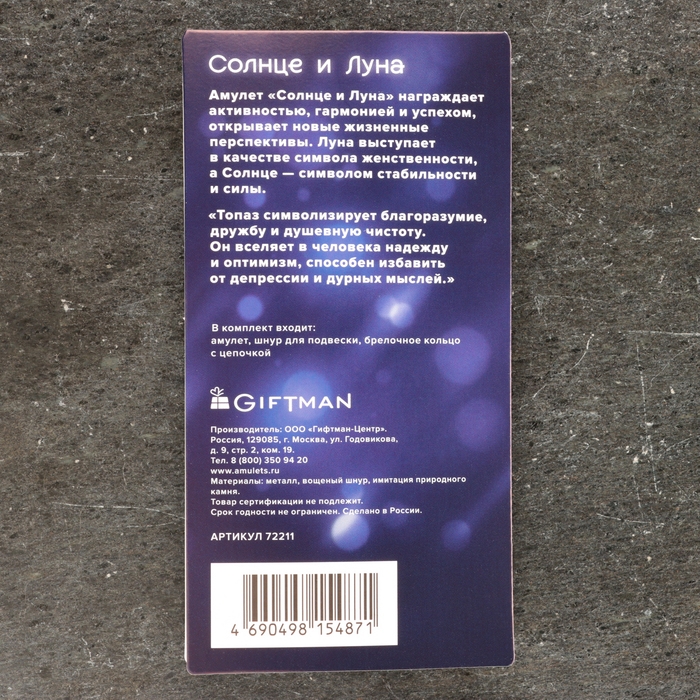 Солнце и Луна
Амулет «Солнце и Луна» награждает
активностью, гармонией и успехом,
открывает новые жизненные
перспективы. Луна выступает
в качестве символа женственности,
а Солнце — символом стабильности
и силы.
«Топаз символизирует благоразумие,
дружбу и душевную чистоту.
Он вселяет в человека надежду
и оптимизм, способен избавить
от депрессии и дурных мыслей.»
В комплект входит:
амулет, шнур для подвески, брелочное кольцо
с цепочкой
GIFTMAN
Производитель: ООО «Гифтман-Центр».
Россия, 129085, г. Москва, ул. Годовикова,
д. 9, стр. 2, ком. 19.
Тел. 8 (800) 350 94 20
www.amulets.ru
Материалы: металл, вощеный шнур, имитация природного
камня.
Товар сертификации не подлежит.
Срок годности не ограничен. Сделано в России.
АРТИКУЛ 72211
4 690498 154871